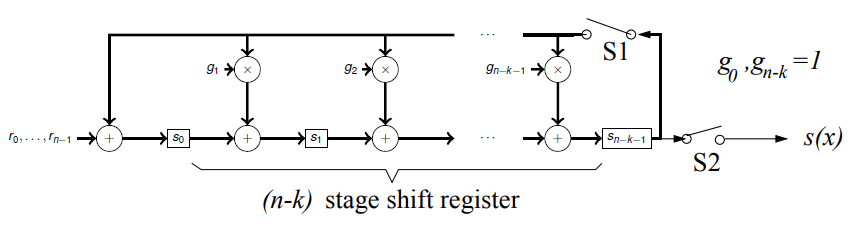 ... S1
g₁ × g₂ × gₙ₋ₖ₋₁ × g₀ ,gₙ₋ₖ =1
r₀, ..., rₙ₋₁ + s₀ + s₁ + ... + sₙ₋ₖ₋₁ s(x)
S2
(n-k) stage shift register